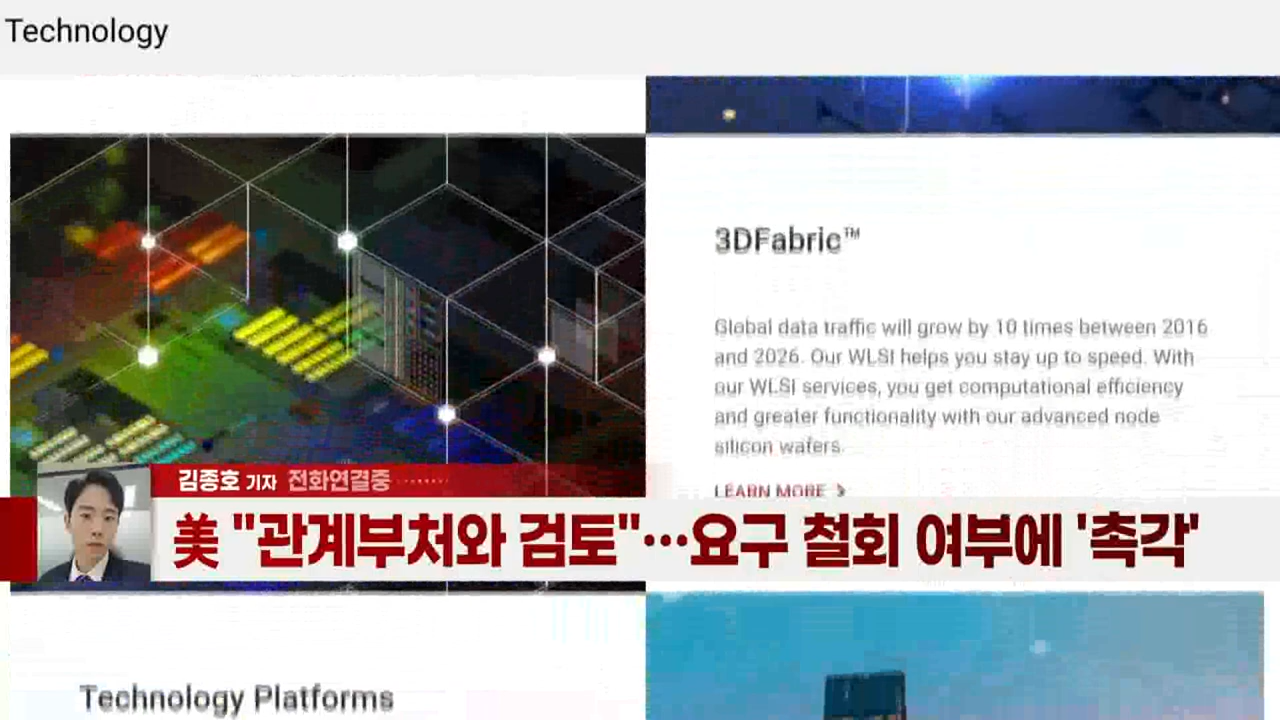 Technology
3DFabric™
Global data traffic will grow by 10 times between 2016
and 2026. Our WLSI helps you stay up to speed. With
our WLSI services, you get computational efficiency
and greater functionality with our advanced node
silicon wafers.
LEARN MORE >
김종호 기자 전화연결중
美 "관계부처와 검토"…요구 철회 여부에 '촉각'
Technology Platforms